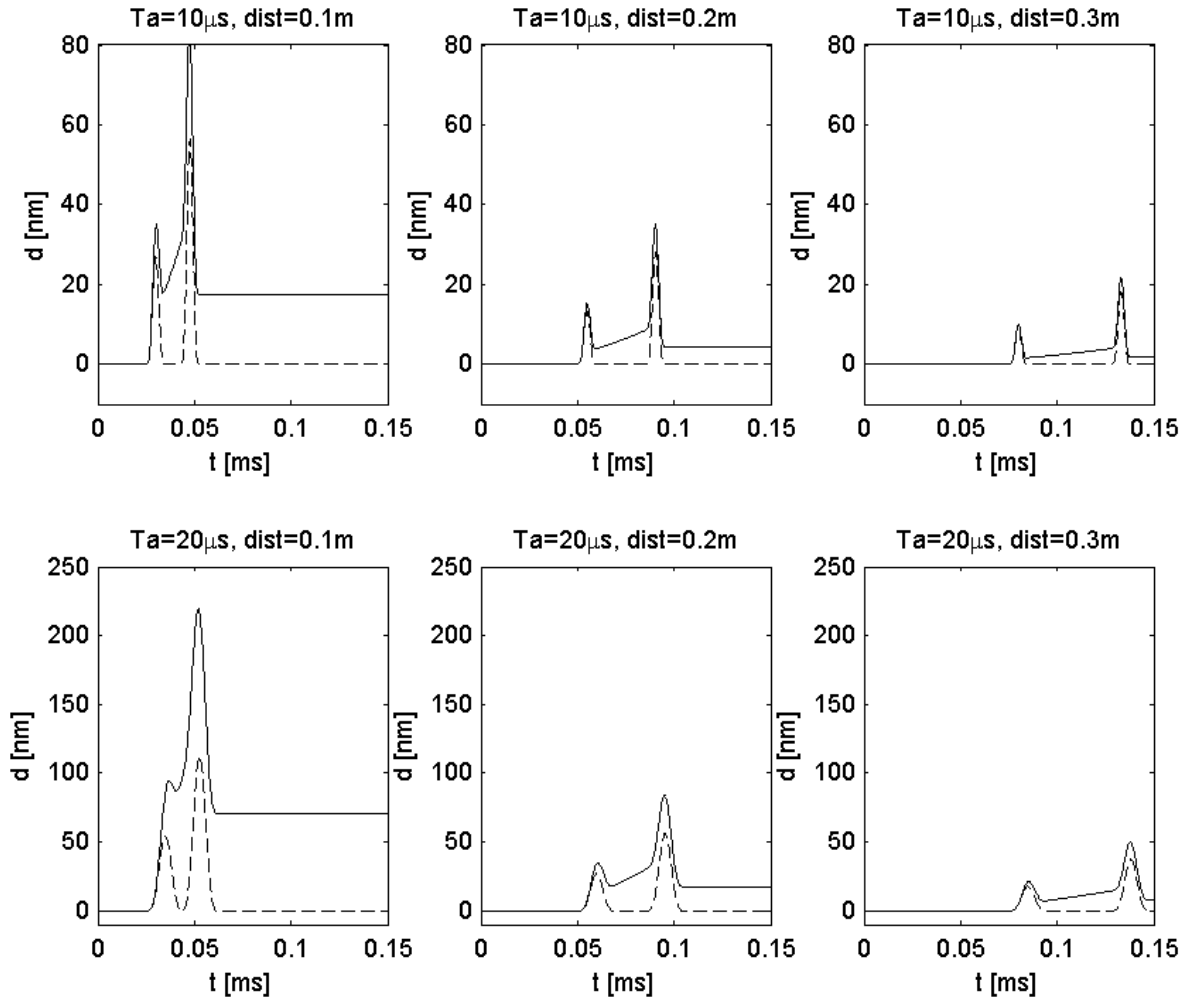 Ta=10μs, dist=0.1m
80
60
40
20
0
d [nm]
0 0.05 0.1 0.15
t [ms]
Ta=10μs, dist=0.2m
80
60
40
20
0
d [nm]
0 0.05 0.1 0.15
t [ms]
Ta=10μs, dist=0.3m
80
60
40
20
0
d [nm]
0 0.05 0.1 0.15
t [ms]
Ta=20μs, dist=0.1m
250
200
150
100
50
0
d [nm]
0 0.05 0.1 0.15
t [ms]
Ta=20μs, dist=0.2m
250
200
150
100
50
0
d [nm]
0 0.05 0.1 0.15
t [ms]
Ta=20μs, dist=0.3m
250
200
150
100
50
0
d [nm]
0 0.05 0.1 0.15
t [ms]